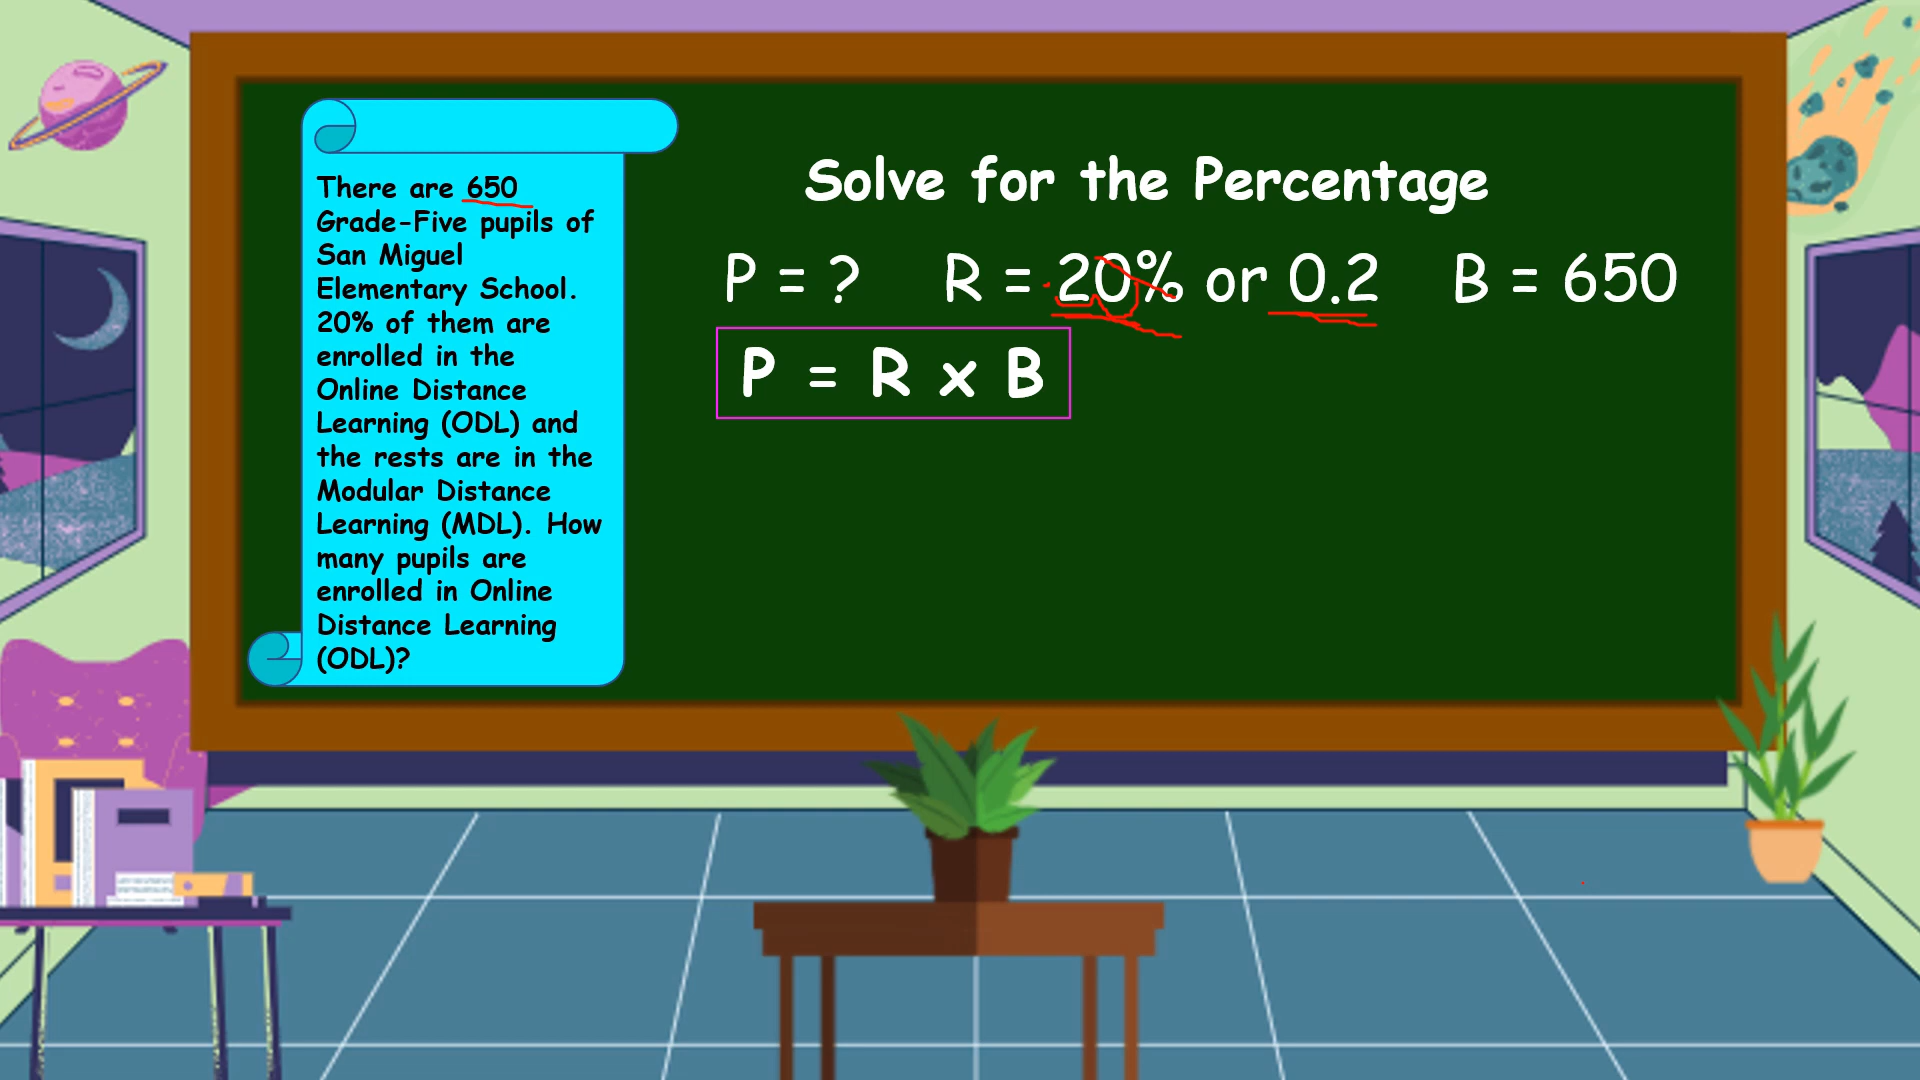 There are 650
Grade-Five pupils of
San Miguel
Elementary School.
20% of them are
enrolled in the
Online Distance
Learning (ODL) and
the rests are in the
Modular Distance
Learning (MDL). How
many pupils are
enrolled in Online
Distance Learning
(ODL)?
Solve for the Percentage
P = ? R = 20% or 0.2 B = 650
P = R x B